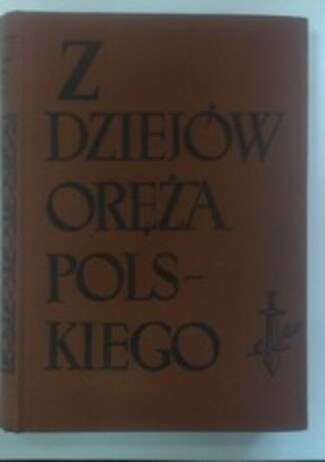 Z
DZIEJÓW
ORĘŻA
POLS-
KIEGO